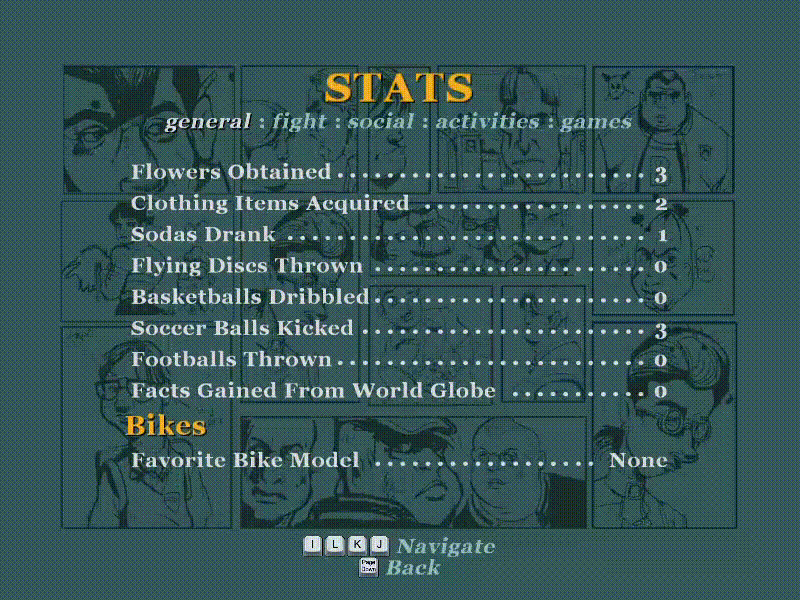 STATS
general : fight : social : activities : games
Flowers Obtained . . . . . . . . . . . . . . . . . . . . . . . . . 3
Clothing Items Acquired . . . . . . . . . . . . . . . . . . 2
Sodas Drank . . . . . . . . . . . . . . . . . . . . . . . . . . . . . 1
Flying Discs Thrown . . . . . . . . . . . . . . . . . . . . . . 0
Basketballs Dribbled . . . . . . . . . . . . . . . . . . . . . . 0
Soccer Balls Kicked . . . . . . . . . . . . . . . . . . . . . . . 3
Footballs Thrown . . . . . . . . . . . . . . . . . . . . . . . . . 0
Facts Gained From World Globe . . . . . . . . . . . 0
Bikes
Favorite Bike Model . . . . . . . . . . . . . . . . . . None
I L K J Navigate
Page Down Back